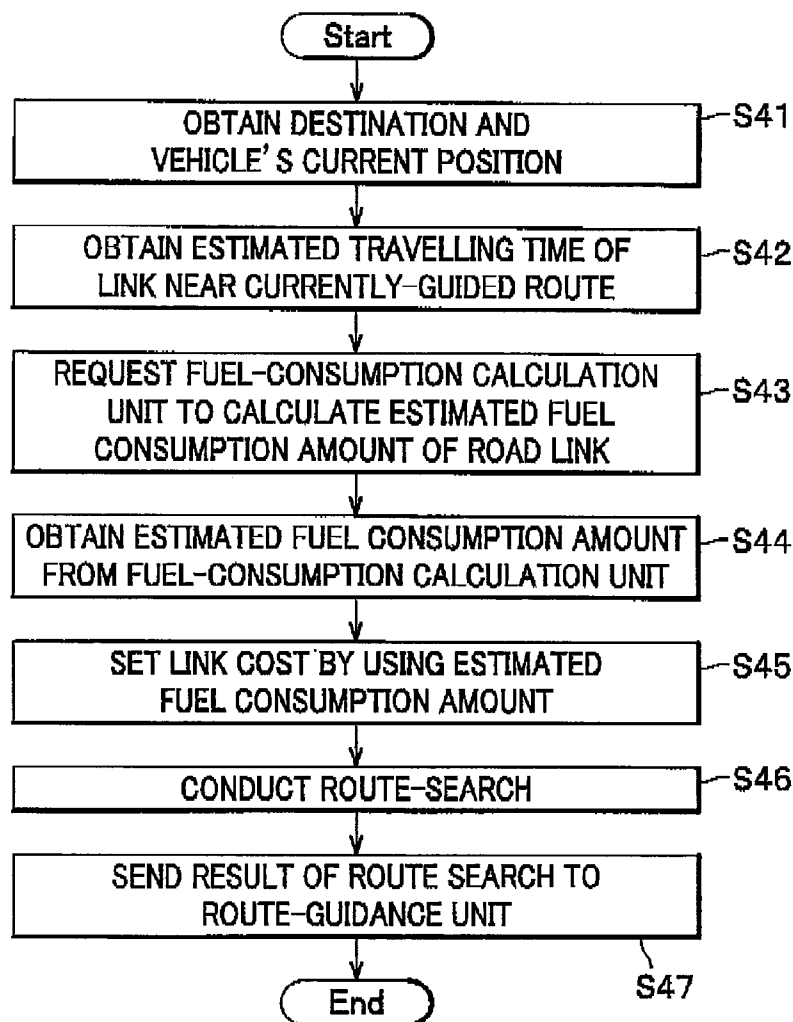 Start
OBTAIN DESTINATION AND
VEHICLE'S CURRENT POSITION
S41
OBTAIN ESTIMATED TRAVELLING TIME OF
LINK NEAR CURRENTLY-GUIDED ROUTE
S42
REQUEST FUEL-CONSUMPTION CALCULATION
UNIT TO CALCULATE ESTIMATED FUEL
CONSUMPTION AMOUNT OF ROAD LINK
S43
OBTAIN ESTIMATED FUEL CONSUMPTION AMOUNT
FROM FUEL-CONSUMPTION CALCULATION UNIT
S44
SET LINK COST BY USING ESTIMATED
FUEL CONSUMPTION AMOUNT
S45
CONDUCT ROUTE-SEARCH
S46
SEND RESULT OF ROUTE SEARCH TO
ROUTE-GUIDANCE UNIT
S47
End